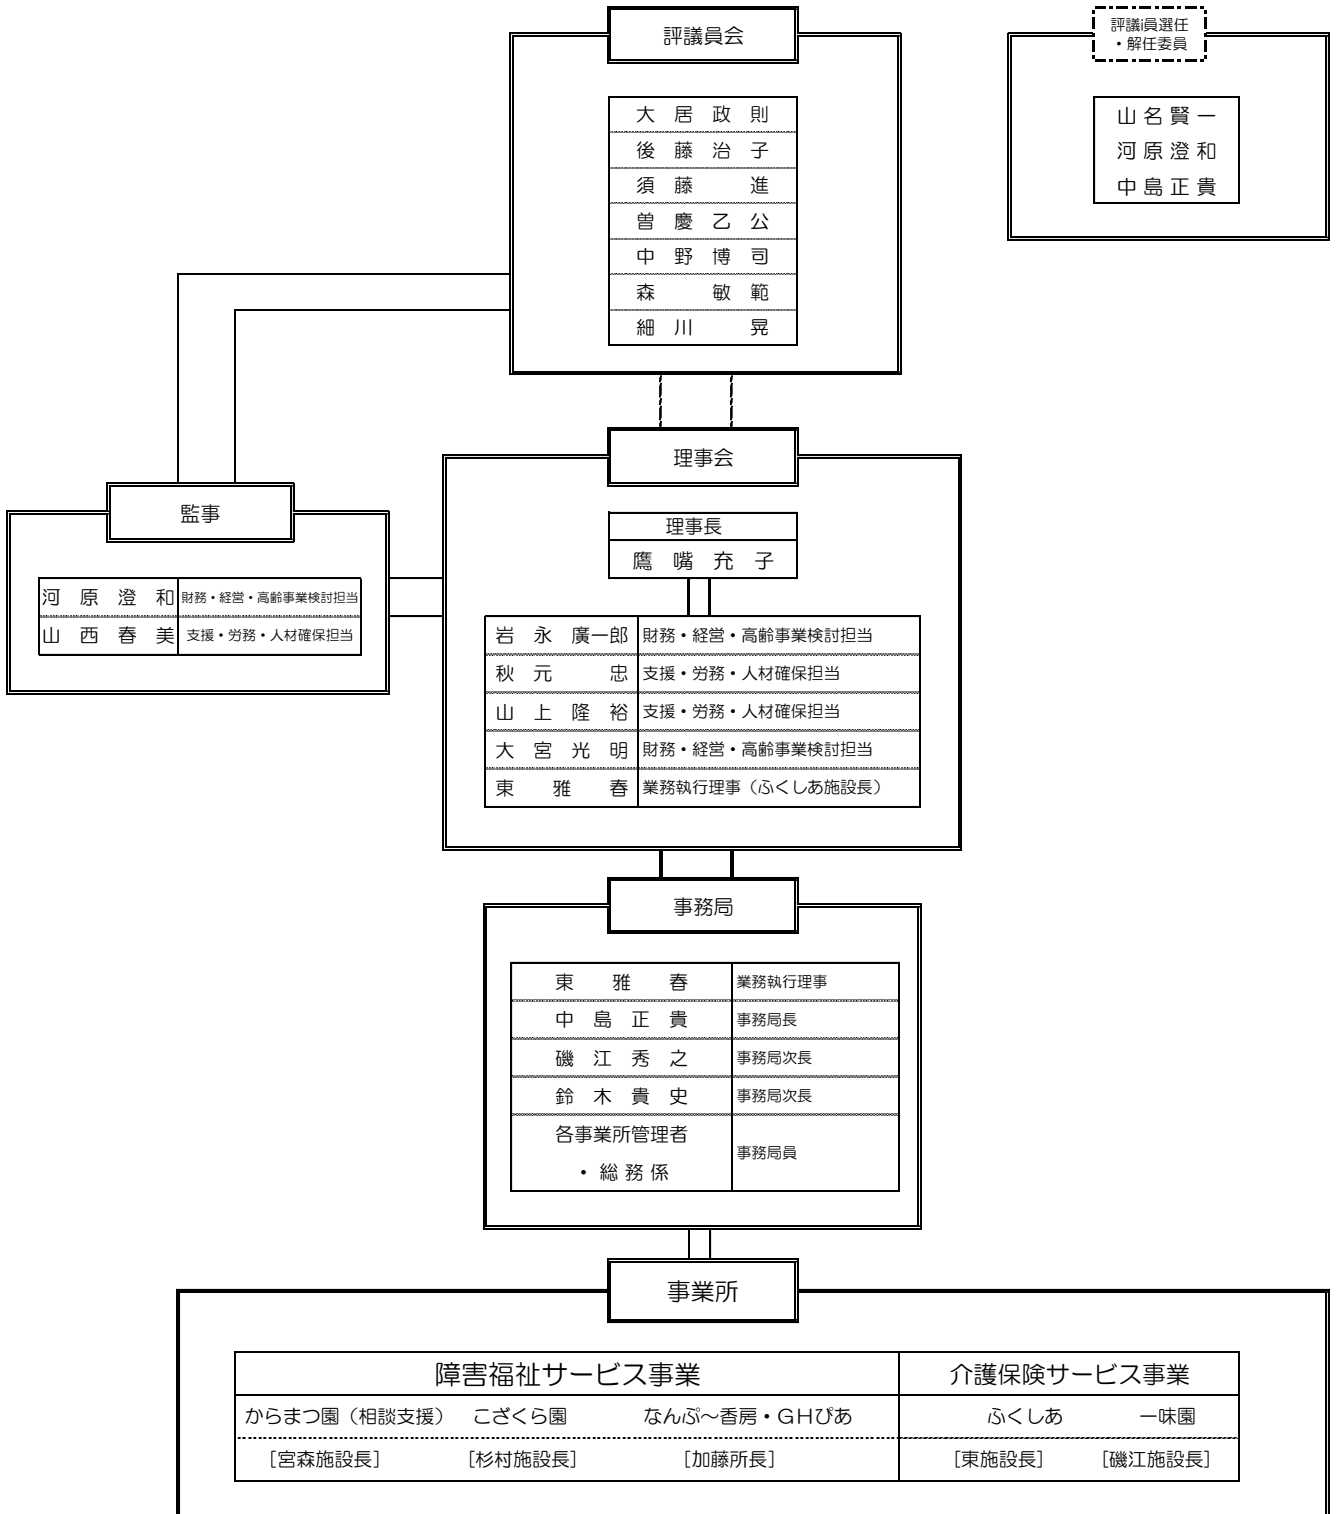 評議員会
大居政則
後藤治子
須藤　進
曽慶乙公
中野博司
森　敏範
細川　晃
評議員選任
・解任委員
山名賢一
河原澄和
中島正貴
監事
河原澄和 財務・経営・高齢事業検討担当
山西春美 支援・労務・人材確保担当
理事会
理事長
鷹嘴充子
岩永廣一郎 財務・経営・高齢事業検討担当
秋元　忠 支援・労務・人材確保担当
山上隆裕 支援・労務・人材確保担当
大宮光明 財務・経営・高齢事業検討担当
東　雅　春 業務執行理事（ふくしあ施設長）
事務局
東　雅　春 業務執行理事
中島正貴 事務局長
磯江秀之 事務局次長
鈴木貴史 事務局次長
各事業所管理者
・総務係 事務局員
事業所
障害福祉サービス事業 介護保険サービス事業
からまつ園（相談支援） こざくら園 なんぷ～香房・GHぴあ ふくしあ 一味園
［宮森施設長］ ［杉村施設長］ ［加藤所長］ ［東施設長］ ［磯江施設長］